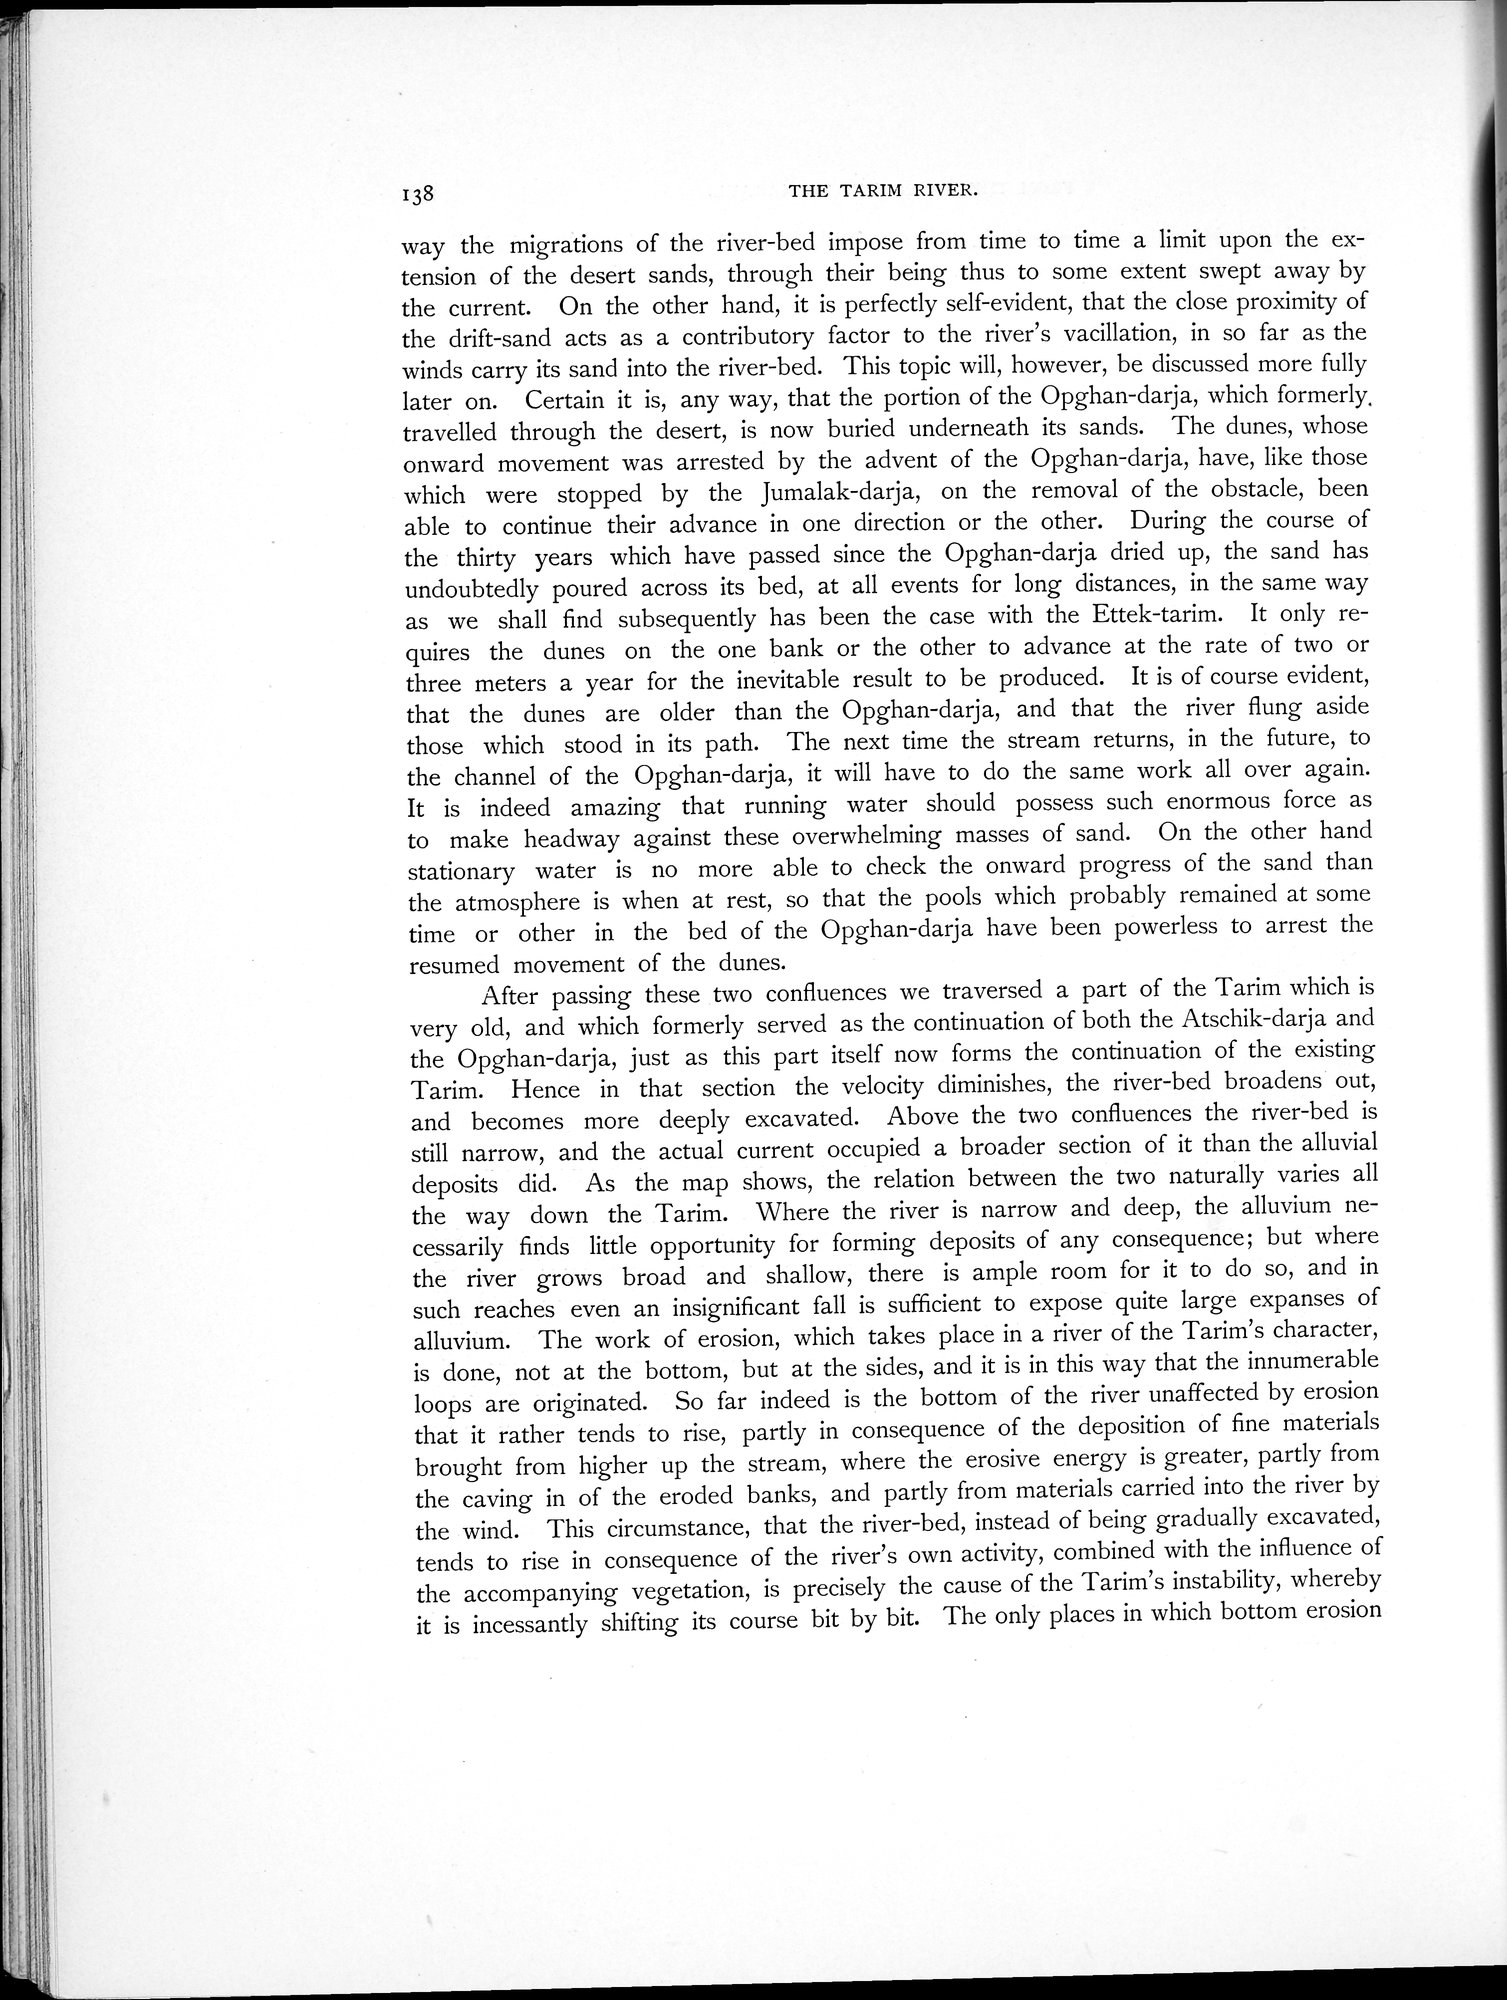 138 THE TARIM RIVER.
way the migrations of the river-bed impose from time to time a limit upon the ex-
tension of the desert sands, through their being thus to some extent swept away by
the current. On the other hand, it is perfectly self-evident, that the close proximity of
the drift-sand acts as a contributory factor to the river's vacillation, in so far as the
winds carry its sand into the river-bed. This topic will, however, be discussed more fully
later on. Certain it is, any way, that the portion of the Opghan-darja, which formerly
travelled through the desert, is now buried underneath its sands. The dunes, whose
onward movement was arrested by the advent of the Opghan-darja, have, like those
which were stopped by the Jumalak-darja, on the removal of the obstacle, been
able to continue their advance in one direction or the other. During the course of
the thirty years which have passed since the Opghan-darja dried up, the sand has
undoubtedly poured across its bed, at all events for long distances, in the same way
as we shall find subsequently has been the case with the Ettek-tarim. It only re-
quires the dunes on the one bank or the other to advance at the rate of two or
three meters a year for the inevitable result to be produced. It is of course evident,
that the dunes are older than the Opghan-darja, and that the river flung aside
those which stood in its path. The next time the stream returns, in the future, to
the channel of the Opghan-darja, it will have to do the same work all over again.
It is indeed amazing that running water should possess such enormous force as
to make headway against these overwhelming masses of sand. On the other hand
stationary water is no more able to check the onward progress of the sand than
the atmosphere is when at rest, so that the pools which probably remained at some
time or other in the bed of the Opghan-darja have been powerless to arrest the
resumed movement of the dunes.
After passing these two confluences we traversed a part of the Tarim which is
very old, and which formerly served as the continuation of both the Atschik-darja and
the Opghan-darja, just as this part itself now forms the continuation of the existing
Tarim. Hence in that section the velocity diminishes, the river-bed broadens out,
and becomes more deeply excavated. Above the two confluences the river-bed is
still narrow, and the actual current occupied a broader section of it than the alluvial
deposits did. As the map shows, the relation between the two naturally varies all
the way down the Tarim. Where the river is narrow and deep, the alluvium ne-
cessarily finds little opportunity for forming deposits of any consequence; but where
the river grows broad and shallow, there is ample room for it to do so, and in
such reaches even an insignificant fall is sufficient to expose quite large expanses of
alluvium. The work of erosion, which takes place in a river of the Tarim's character,
is done, not at the bottom, but at the sides, and it is in this way that the innumerable
loops are originated. So far indeed is the bottom of the river unaffected by erosion
that it rather tends to rise, partly in consequence of the deposition of fine materials
brought from higher up the stream, where the erosive energy is greater, partly from
the caving in of the eroded banks, and partly from materials carried into the river by
the wind. This circumstance, that the river-bed, instead of being gradually excavated,
tends to rise in consequence of the river's own activity, combined with the influence of
the accompanying vegetation, is precisely the cause of the Tarim's instability, whereby
it is incessantly shifting its course bit by bit. The only places in which bottom erosion